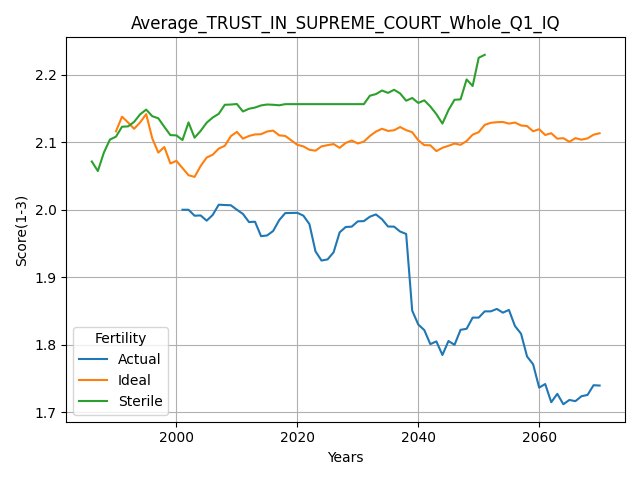 Average_TRUST_IN_SUPREME_COURT_Whole_Q1_IQ
Score(1-3)
2.2
2.1
2.0
1.9
1.8
1.7
Fertility
Actual
Ideal
Sterile
2000
2020
2040
2060
Years